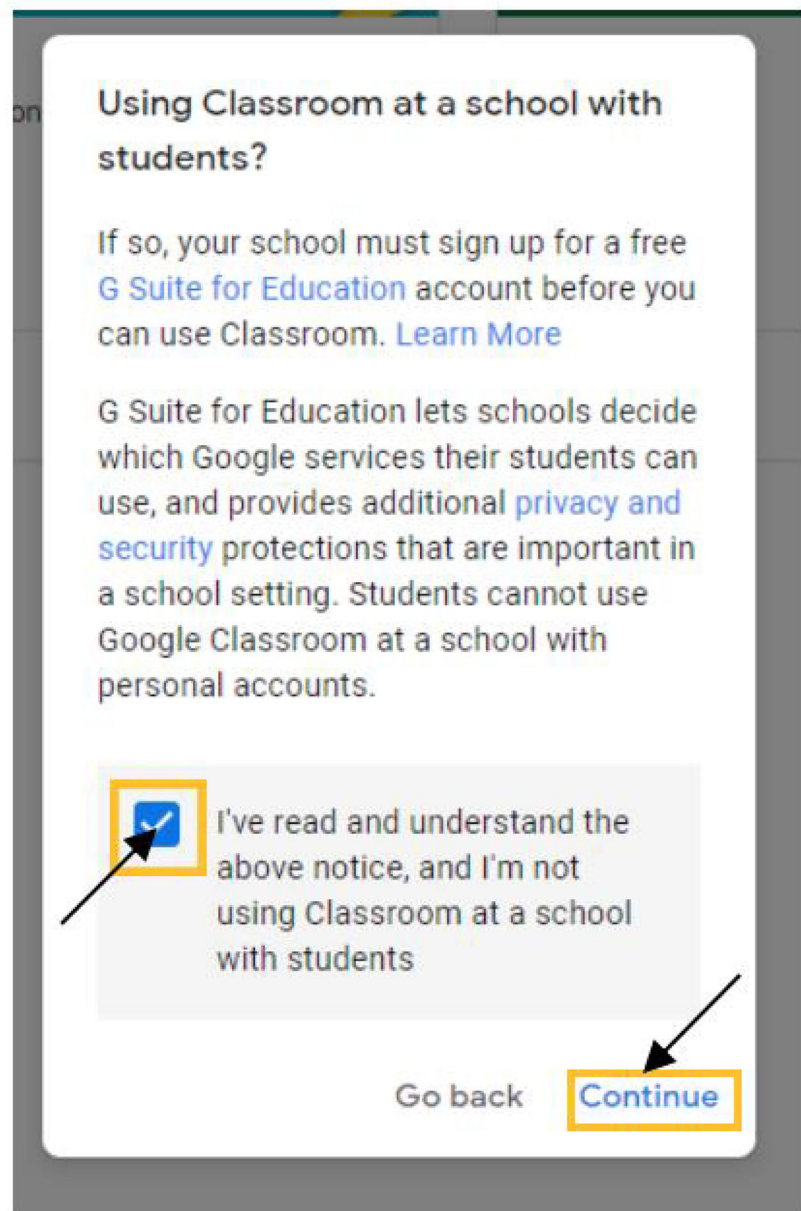 on
Using Classroom at a school with
students?
If so, your school must sign up for a free
G Suite for Education account before you
can use Classroom. Learn More
G Suite for Education lets schools decide
which Google services their students can
use, and provides additional privacy and
security protections that are important in
a school setting. Students cannot use
Google Classroom at a school with
personal accounts.
I've read and understand the
above notice, and I'm not
using Classroom at a school
with students
Go back Continue